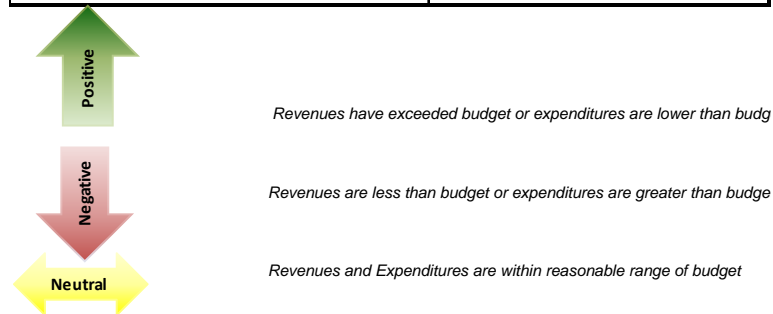 Positive
Revenues have exceeded budget or expenditures are lower than budg
Negative
Revenues are less than budget or expenditures are greater than budge
Neutral
Revenues and Expenditures are within reasonable range of budget